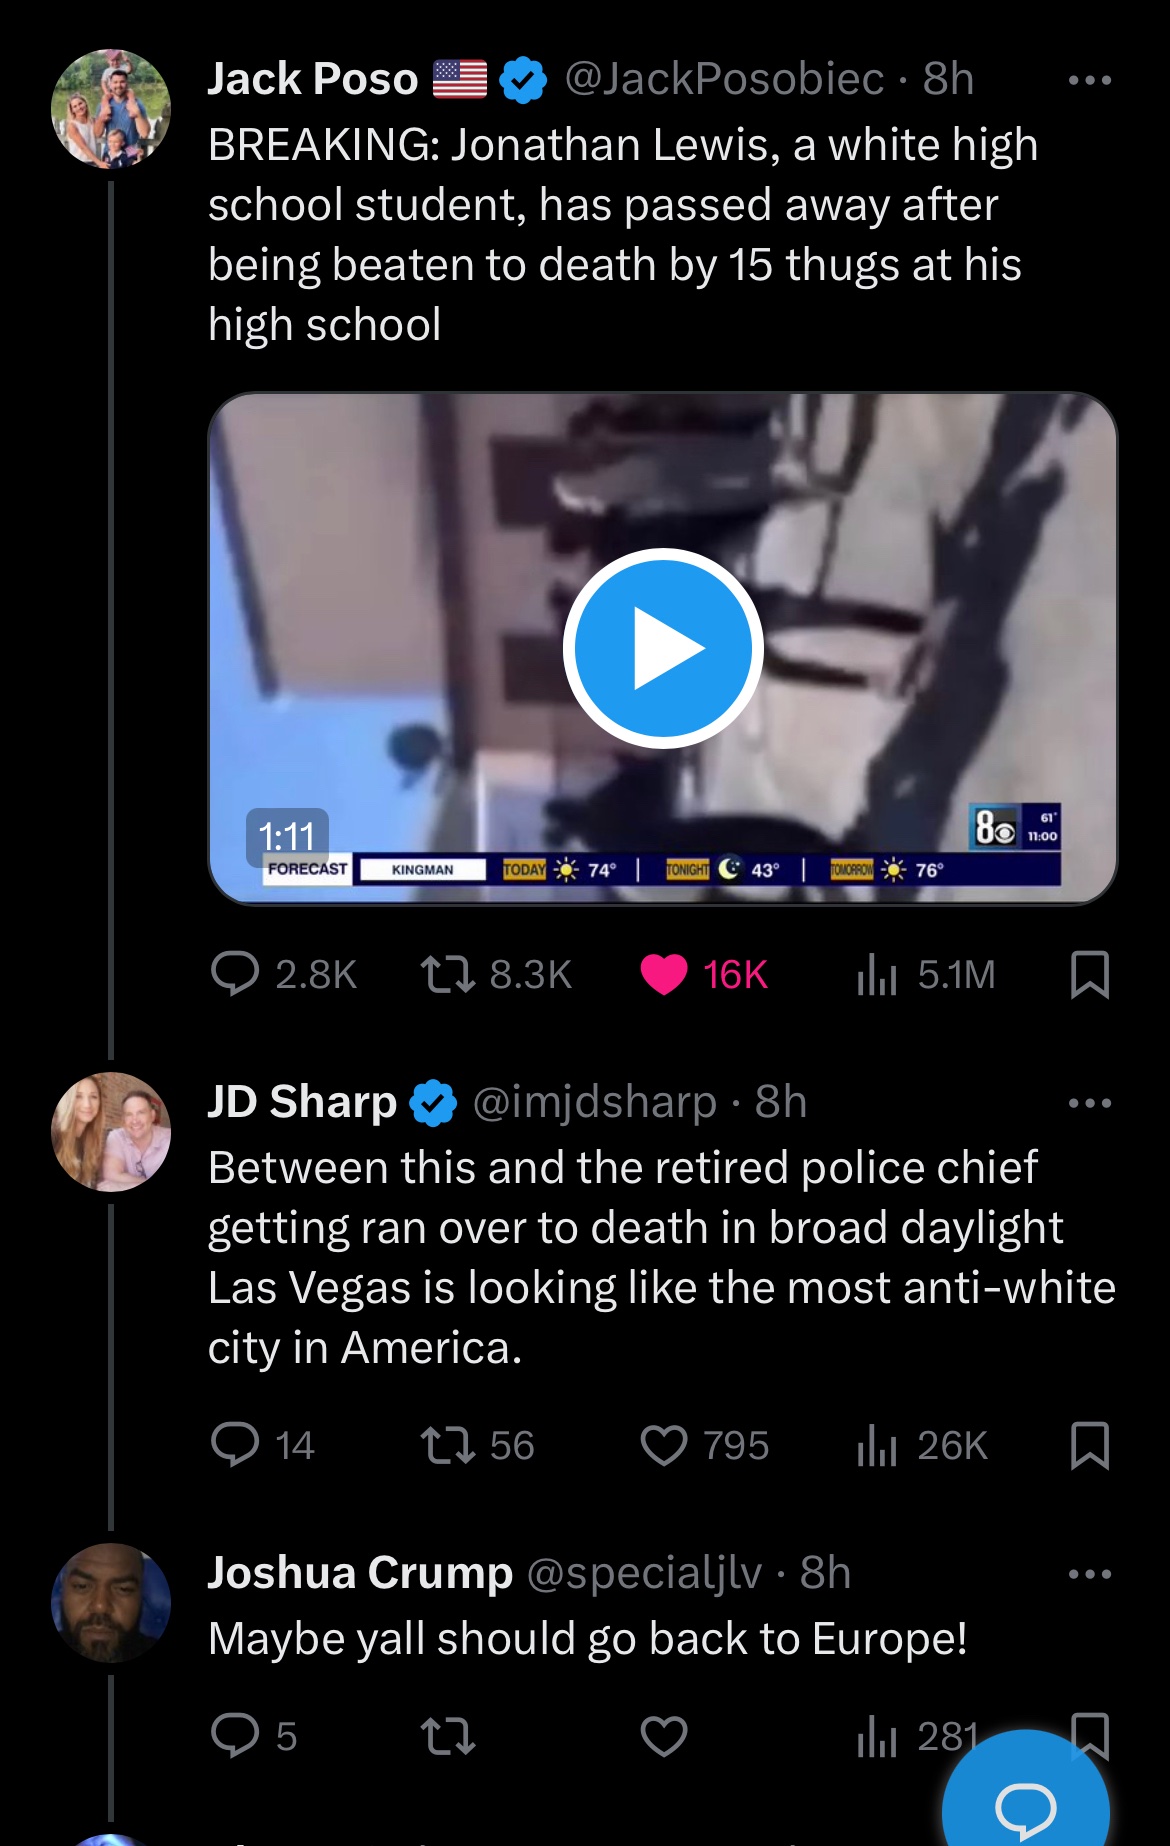 Jack Poso 🇺🇸 @JackPosobiec · 8h
BREAKING: Jonathan Lewis, a white high
school student, has passed away after
being beaten to death by 15 thugs at his
high school
8 61°
11:00
1:11
FORECAST KINGMAN TODAY 74° TONIGHT 43° TOMORROW 76°
2.8K 8.3K 16K 5.1M
JD Sharp @imjdsharp · 8h
Between this and the retired police chief
getting ran over to death in broad daylight
Las Vegas is looking like the most anti-white
city in America.
14 56 795 26K
Joshua Crump @specialjlv · 8h
Maybe yall should go back to Europe!
5 281